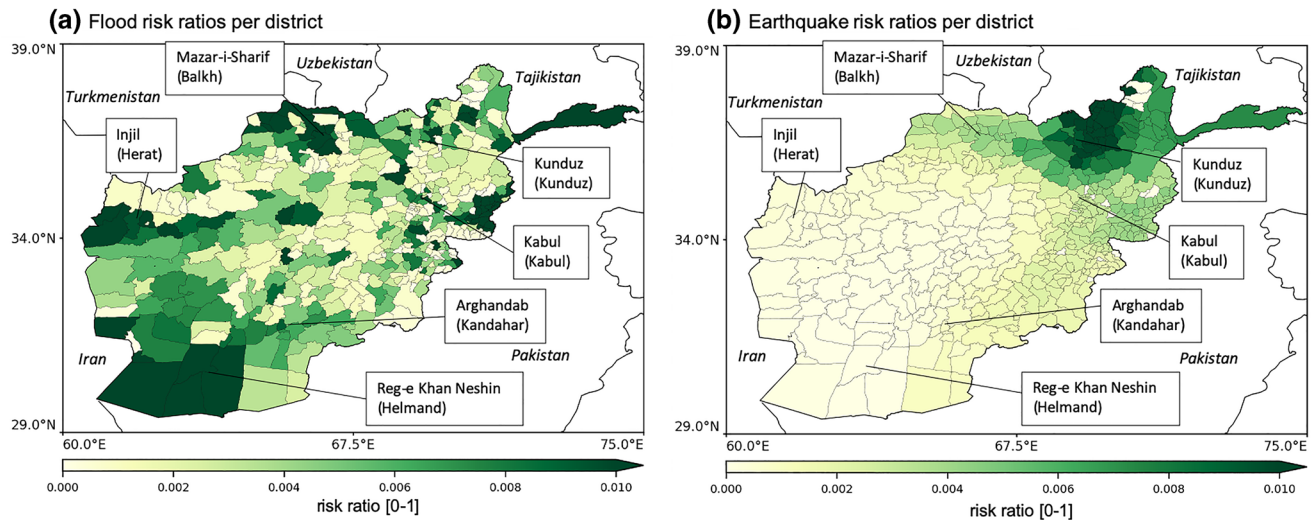 (a) Flood risk ratios per district
39.0°N
34.0°N
29.0°N
60.0°E
67.5°E
75.0°E
Mazar-i-Sharif
(Balkh)
Uzbekistan
Tajikistan
Turkmenistan
Injil
(Herat)
Kunduz
(Kunduz)
Kabul
(Kabul)
Arghandab
(Kandahar)
Iran
Pakistan
Reg-e Khan Neshin
(Helmand)
0.000
0.002
0.004
0.006
0.008
0.010
risk ratio [0-1]
(b) Earthquake risk ratios per district
39.0°N
34.0°N
29.0°N
60.0°E
67.5°E
75.0°E
Mazar-i-Sharif
(Balkh)
Uzbekistan
Tajikistan
Turkmenistan
Injil
(Herat)
Kunduz
(Kunduz)
Kabul
(Kabul)
Arghandab
(Kandahar)
Iran
Pakistan
Reg-e Khan Neshin
(Helmand)
0.000
0.002
0.004
0.006
0.008
0.010
risk ratio [0-1]